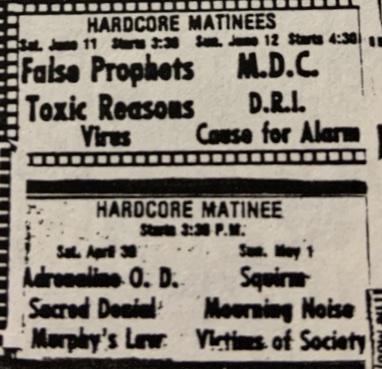 HARDCORE MATINEES
Sat. June 11 Starts 3:30 Sun. June 12 Starts 4:30
False Prophets M.D.C.
Toxic Reasons D.R.I.
Virus Cause for Alarm
HARDCORE MATINEE
Starts 3:30 P.M.
Sat. April 30 Sun. May 1
Adrenaline O. D. Squirm
Sacred Denial Mourning Noise
Murphy's Law Victims of Society